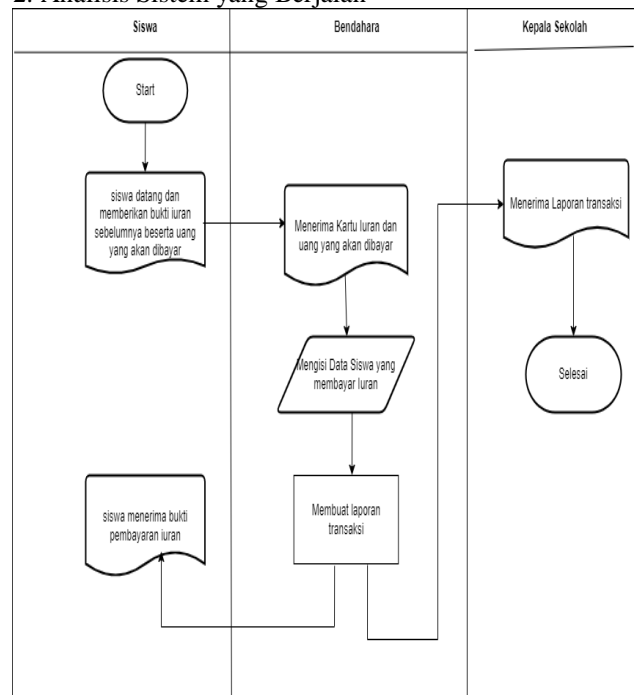 2. Analisis Sistem yang Berjalan
Siswa
Bendahara
Kepala Sekolah
Start
siswa datang dan
memberikan bukti iuran
sebelumnya beserta uang
yang akan dibayar
Menerima Kartu Iuran dan
uang yang akan dibayar
Menerima Laporan transaksi
Mengisi Data Siswa yang
membayar Iuran
Selesai
siswa menerima bukti
pembayaran iuran
Membuat laporan
transaksi